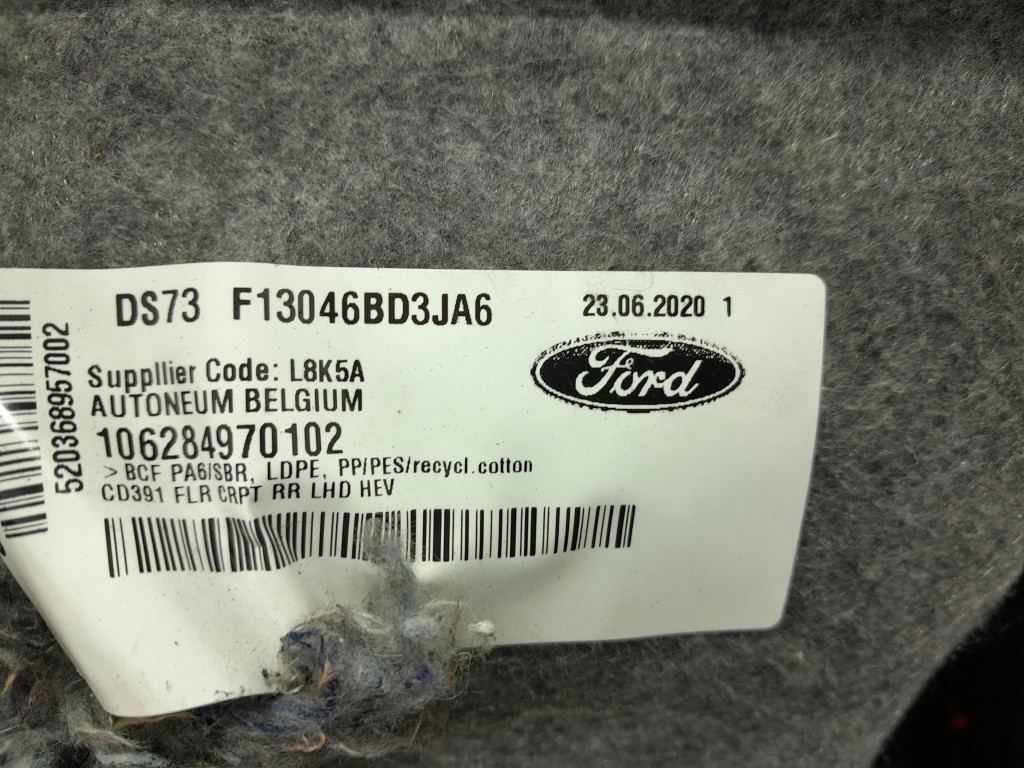 DS73 F13046BD3JA6
23.06.2020 1
Ford
Suppllier Code: L8K5A
AUTONEUM BELGIUM
106284970102
> BCF PA6/SBR, LDPE, PP/PES/recycl.cotton
CD391 FLR CRPT RR LHD HEV
5203689957002